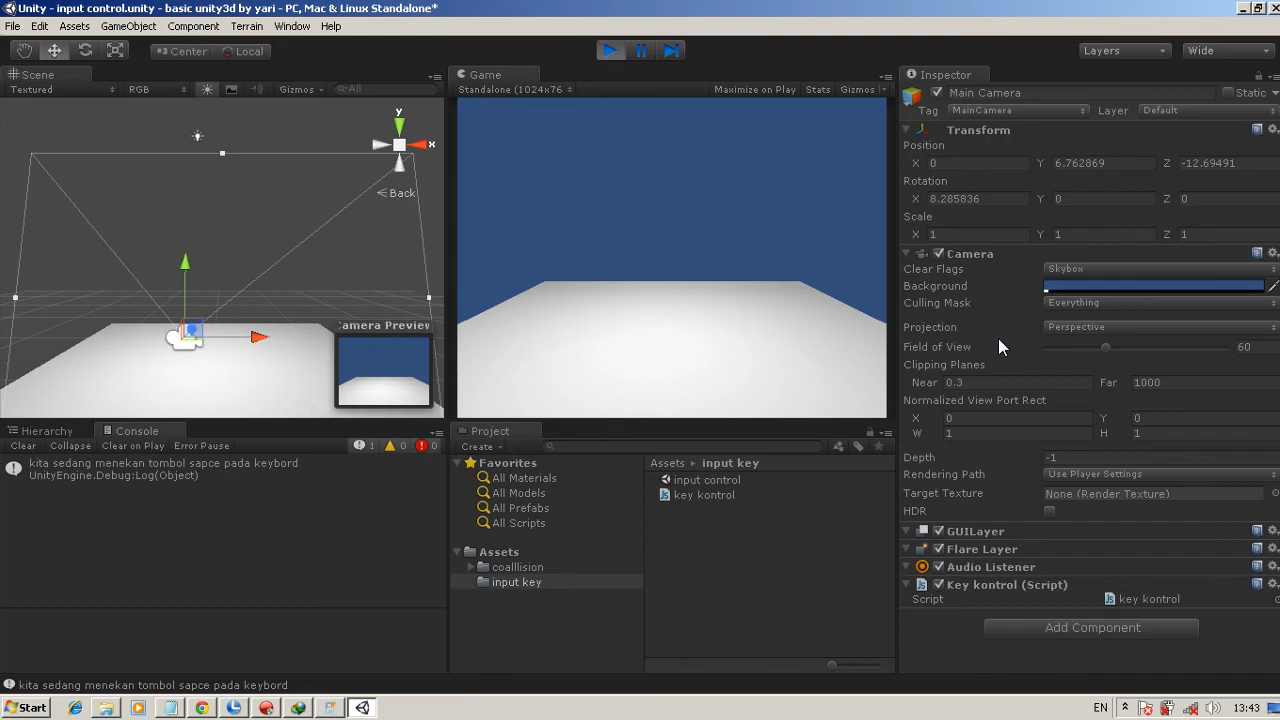 Unity - input control.unity - basic unity3d by yari - PC, Mac & Linux Standalone*
File Edit Assets GameObject Component Terrain Window Help
Center Local Layers Wide
Scene
Textured RGB Gizmos All
y
x
Back
Camera Preview
Game
Standalone (1024x76 Maximize on Play Stats Gizmos
Inspector
Main Camera Static
Tag MainCamera Layer Default
Transform
Position
X 0 Y 6.762869 Z -12.69491
Rotation
X 8.285836 Y 0 Z 0
Scale
X 1 Y 1 Z 1
Camera
Clear Flags Skybox
Background
Culling Mask Everything
Projection Perspective
Field of View 60
Clipping Planes
Near 0.3 Far 1000
Normalized View Port Rect
X 0 Y 0
W 1 H 1
Depth -1
Rendering Path Use Player Settings
Target Texture None (Render Texture)
HDR
GUILayer
Flare Layer
Audio Listener
Key kontrol (Script)
Script key kontrol
Add Component
Hierarchy Console
Clear Collapse Clear on Play Error Pause 1 0 0
kita sedang menekan tombol sapce pada keybord
UnityEngine.Debug:Log(Object)
Project
Create
Favorites
All Materials
All Models
All Prefabs
All Scripts
Assets
coalllision
input key
Assets input key
input control
key kontrol
kita sedang menekan tombol sapce pada keybord
Start EN 13:43